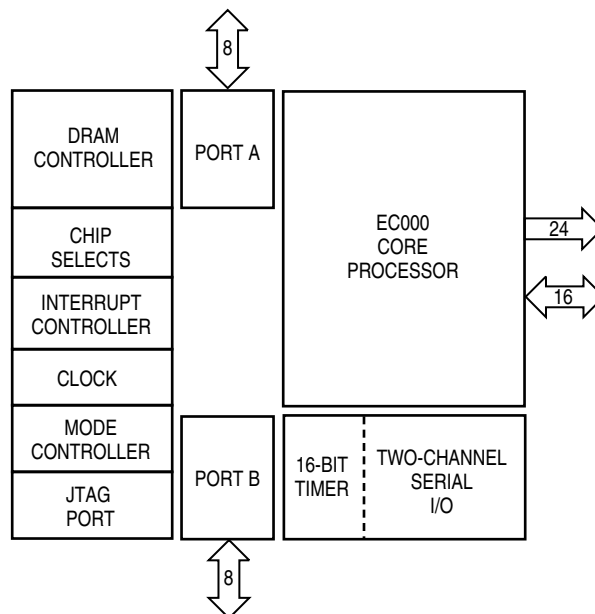 8
DRAM
CONTROLLER
PORT A
CHIP
SELECTS
INTERRUPT
CONTROLLER
CLOCK
MODE
CONTROLLER
JTAG
PORT
EC000
CORE
PROCESSOR
24
16
PORT B
16-BIT
TIMER
TWO-CHANNEL
SERIAL
I/O
8